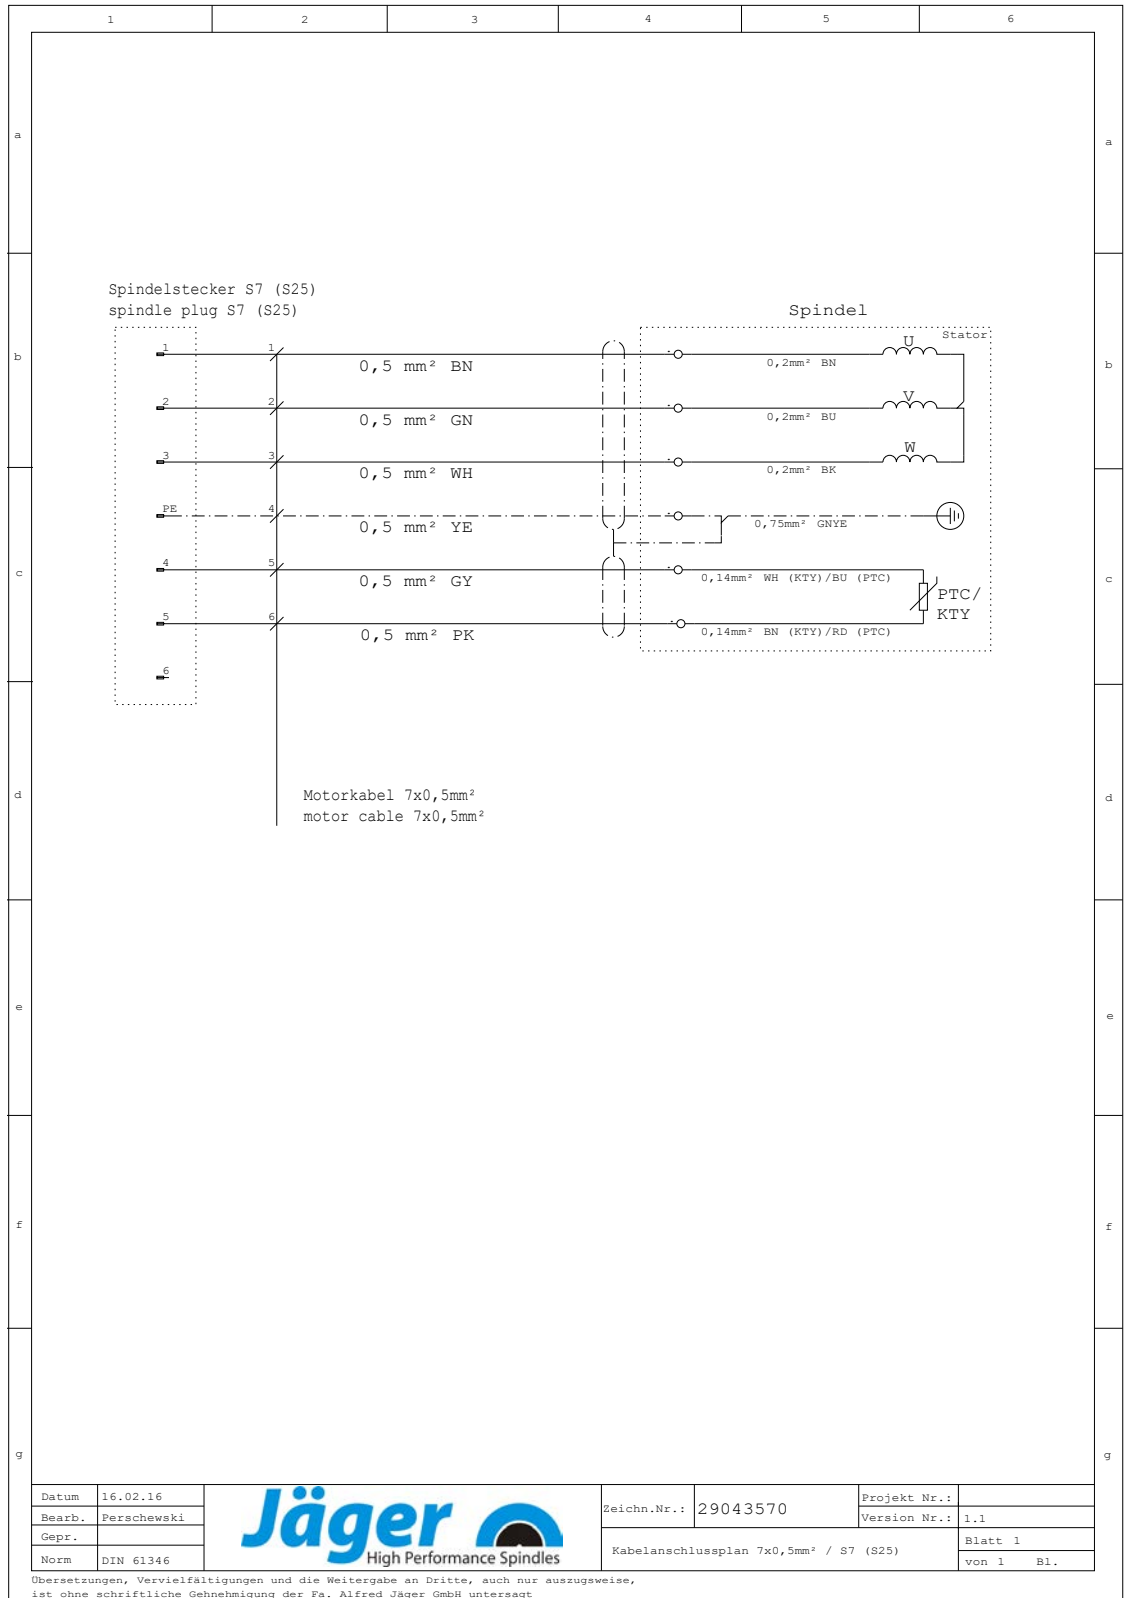 1 2 3 4 5 6
a a
Spindelstecker S7 (S25)
spindle plug S7 (S25)
Spindel
Stator
b b
1 1 0,5 mm² BN 0,2mm² BN U
2 2 0,5 mm² GN 0,2mm² BU V
3 3 0,5 mm² WH 0,2mm² BK W
PE 4 0,5 mm² YE 0,75mm² GNYE
c c
4 5 0,5 mm² GY 0,14mm² WH (KTY)/BU (PTC)
PTC/
KTY
5 6 0,5 mm² PK 0,14mm² BN (KTY)/RD (PTC)
6
d d
Motorkabel 7x0,5mm²
motor cable 7x0,5mm²
e e
f f
g g
Datum 16.02.16
Bearb. Perschewski
Gepr.
Norm DIN 61346
Jäger
High Performance Spindles
Zeichn.Nr.: 29043570
Kabelanschlussplan 7x0,5mm² / S7 (S25)
Projekt Nr.:
Version Nr.: 1.1
Blatt 1
von 1 Bl.
Übersetzungen, Vervielfältigungen und die Weitergabe an Dritte, auch nur auszugsweise,
ist ohne schriftliche Gehnehmigung der Fa. Alfred Jäger GmbH untersagt